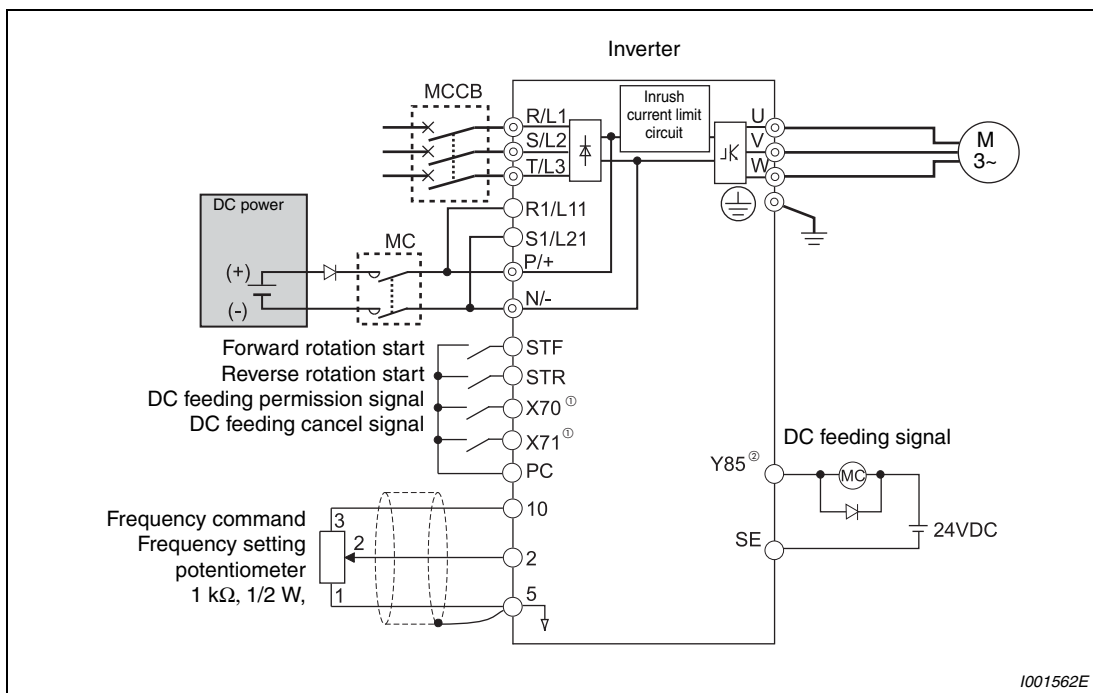 Inverter
MCCB
R/L1
S/L2
T/L3
Inrush
current limit
circuit
U
V
W
M
3~
DC power
(+)
(-)
MC
R1/L11
S1/L21
P/+
N/-
Forward rotation start
Reverse rotation start
DC feeding permission signal
DC feeding cancel signal
STF
STR
X70 ①
X71 ①
PC
DC feeding signal
Y85 ②
MC
SE
24VDC
Frequency command
Frequency setting
potentiometer
1 kΩ, 1/2 W,
3
2
1
10
2
5
I001562E